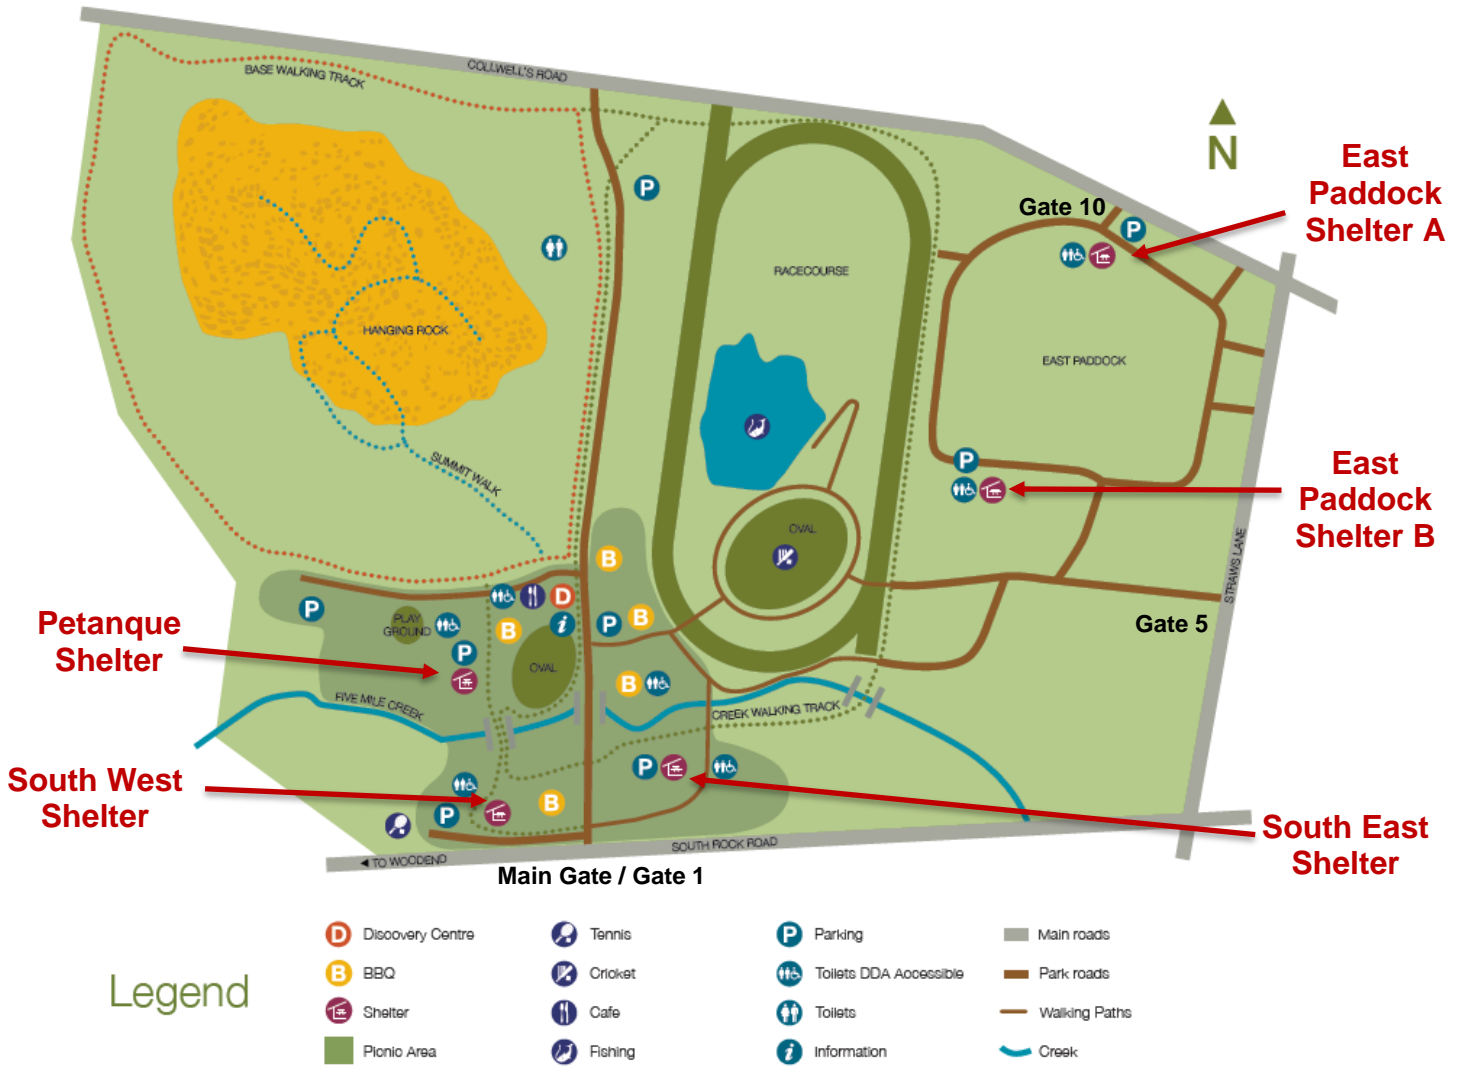 COLLWELL'S ROAD
BASE WALKING TRACK
N
East
Paddock
Shelter A
Gate 10
P
P
RACECOURSE
HANGING ROCK
EAST PADDOCK
SUMMIT WALK
P
East
Paddock
Shelter B
OVAL
STRAWS LANE
B
D
P
PLAY
GROUND
B
i
P
B
Gate 5
Petanque
Shelter
P
OVAL
B
FIVE MILE CREEK
CREEK WALKING TRACK
South West
Shelter
P
B
P
South East
Shelter
SOUTH ROCK ROAD
TO WOODEND
Main Gate / Gate 1
Legend
D Discovery Centre
B BBQ
Shelter
Picnic Area
Tennis
Cricket
Cafe
Fishing
P Parking
Toilets DDA Accessible
Toilets
i Information
Main roads
Park roads
Walking Paths
Creek